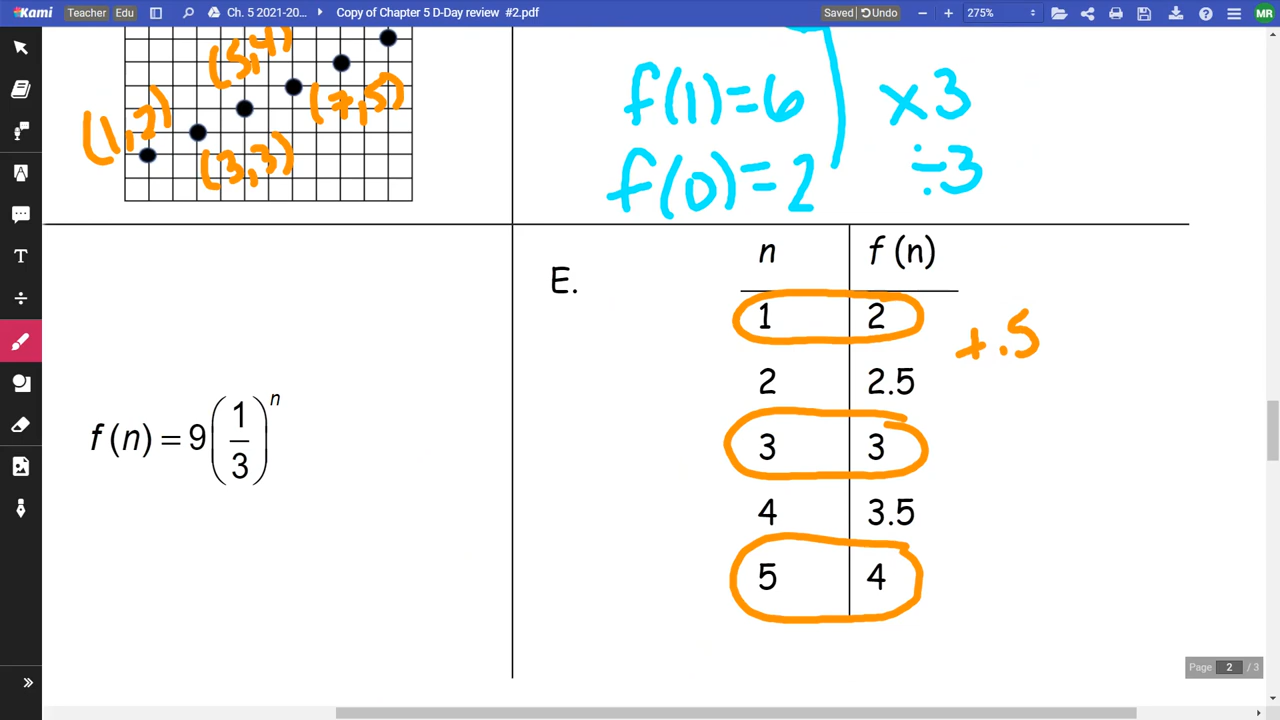 Kami Teacher Edu Ch. 5 2021-20... Copy of Chapter 5 D-Day review #2.pdf Saved Undo 275% MR
(5,4)
(1,2) (7,5)
(3,3)
f(1)=6 ×3
f(0)=2 ÷3
E. n f (n)
1 2
+.5
2 2.5
f (n) = 9(1/3)^n
3 3
4 3.5
5 4
Page 2 / 3